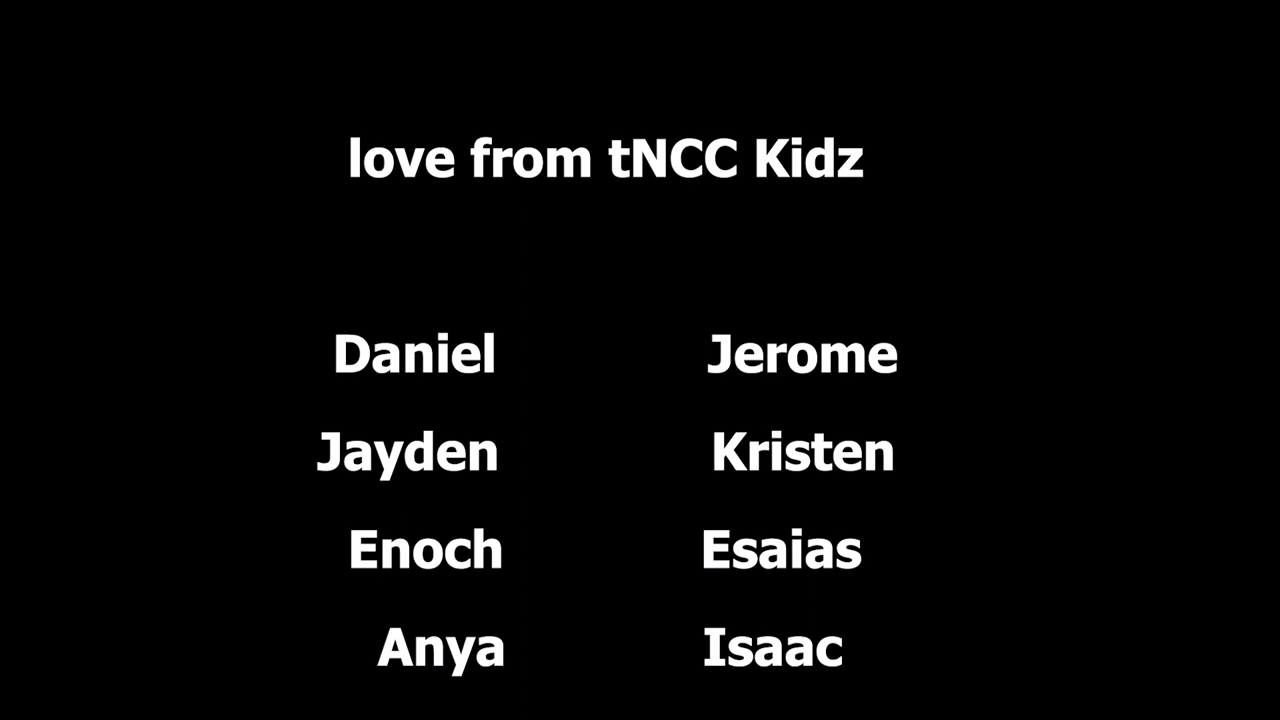 love from tNCC Kidz
Daniel Jerome
Jayden Kristen
Enoch Esaias
Anya Isaac